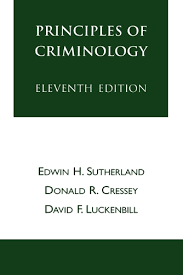 PRINCIPLES OF
CRIMINOLOGY
ELEVENTH EDITION
EDWIN H. SUTHERLAND
DONALD R. CRESSEY
DAVID F. LUCKENBILL